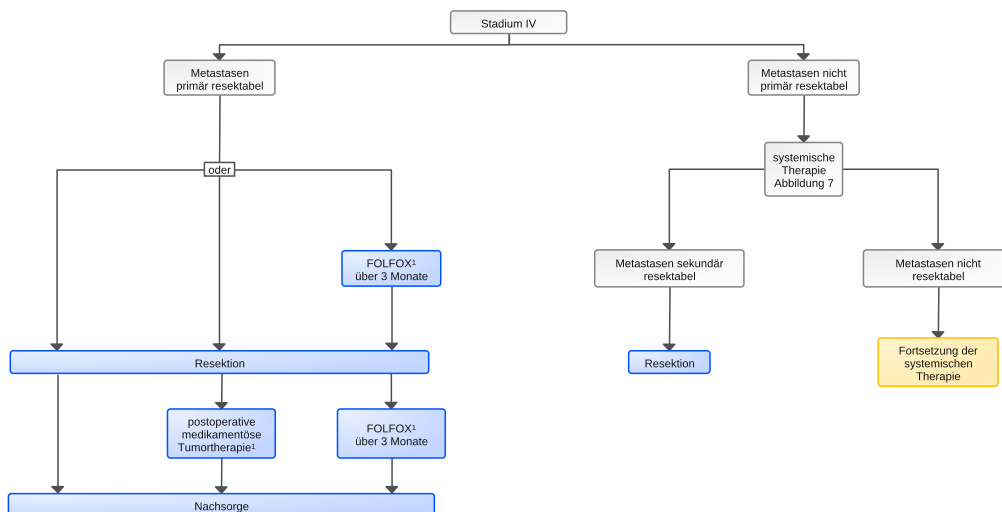 Stadium IV
Metastasen
primär resektabel
Metastasen nicht
primär resektabel
systemische
Therapie
Abbildung 7
oder
FOLFOX¹
über 3 Monate
Metastasen sekundär
resektabel
Metastasen nicht
resektabel
Resektion
Resektion
Fortsetzung der
systemischen
Therapie
postoperative
medikamentöse
Tumortherapie¹
FOLFOX¹
über 3 Monate
Nachsorge